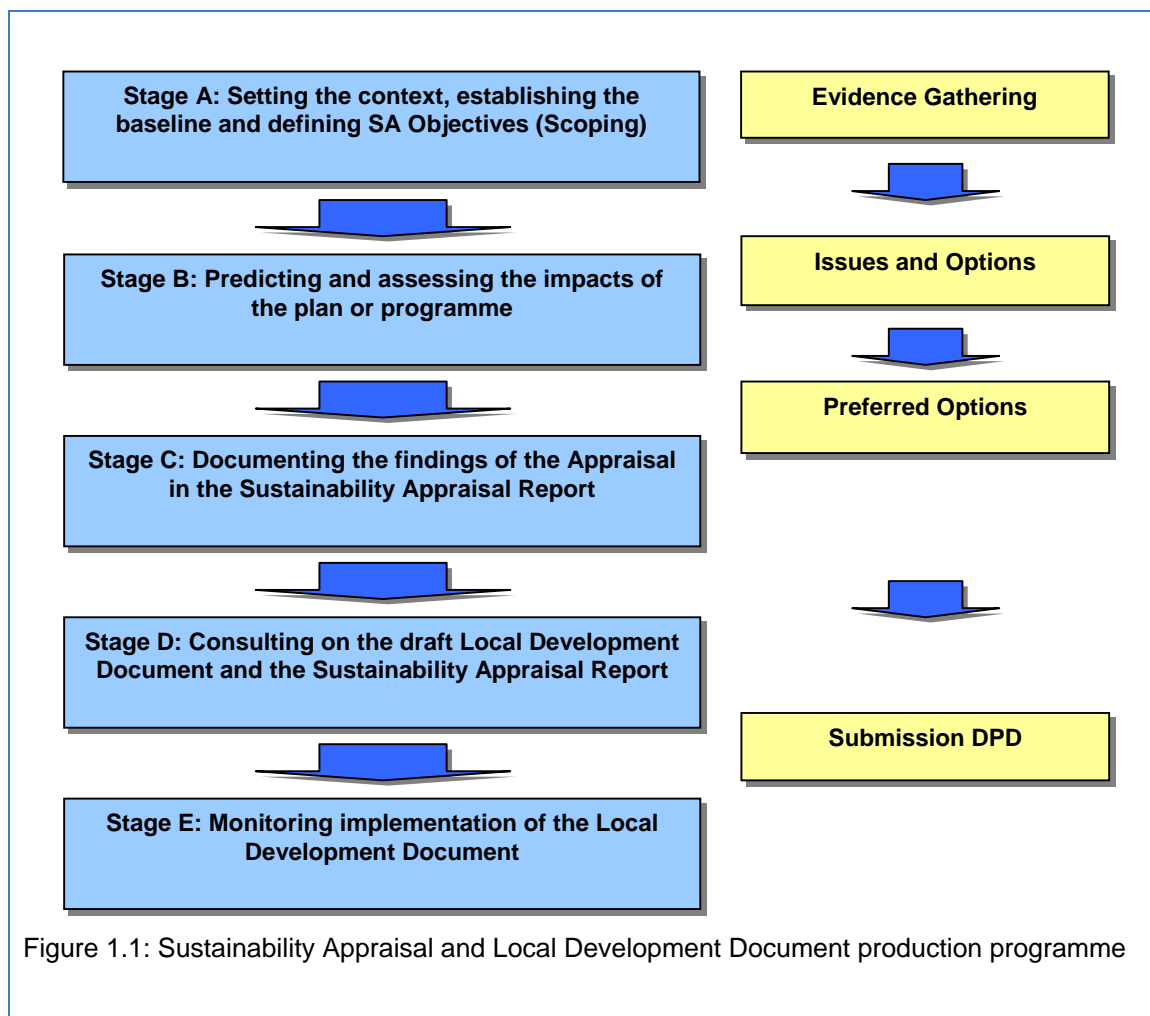 Stage A: Setting the context, establishing the
baseline and defining SA Objectives (Scoping)
Evidence Gathering
Stage B: Predicting and assessing the impacts of
the plan or programme
Issues and Options
Preferred Options
Stage C: Documenting the findings of the Appraisal
in the Sustainability Appraisal Report
Stage D: Consulting on the draft Local Development
Document and the Sustainability Appraisal Report
Submission DPD
Stage E: Monitoring implementation of the Local
Development Document
Figure 1.1: Sustainability Appraisal and Local Development Document production programme